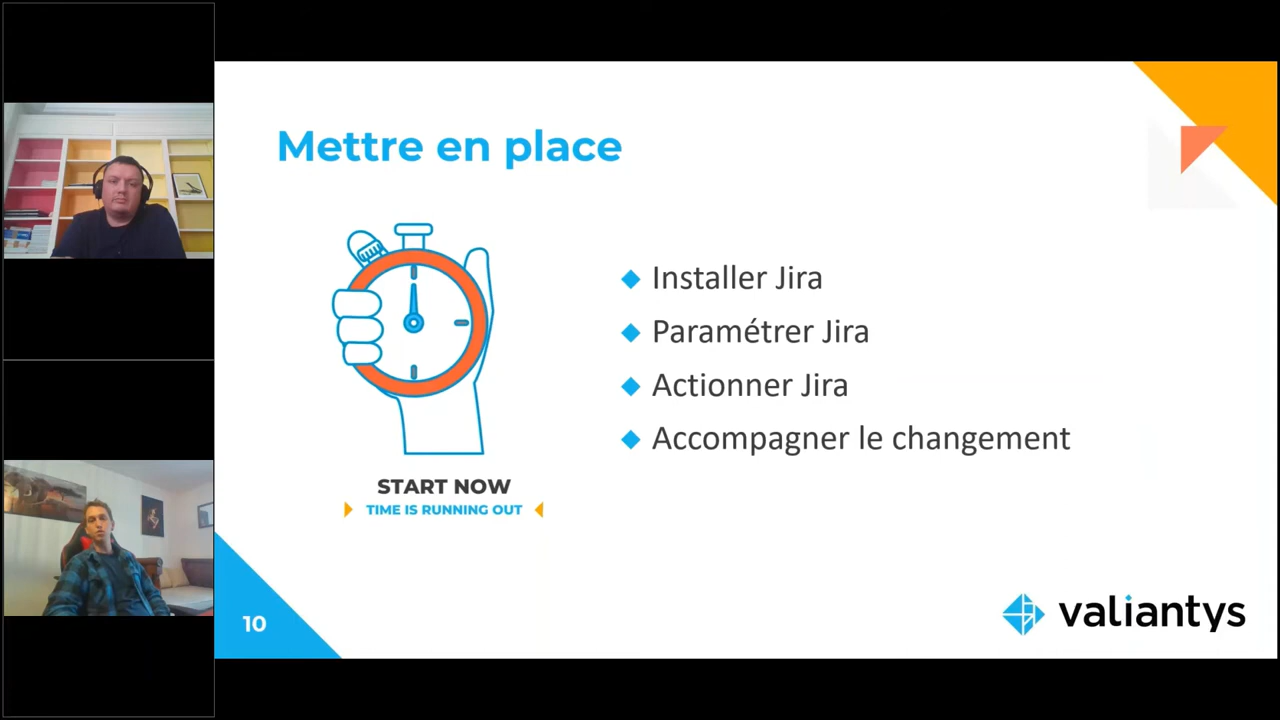 Mettre en place
Installer Jira
Paramétrer Jira
Actionner Jira
Accompagner le changement
START NOW
TIME IS RUNNING OUT
10
valiantys